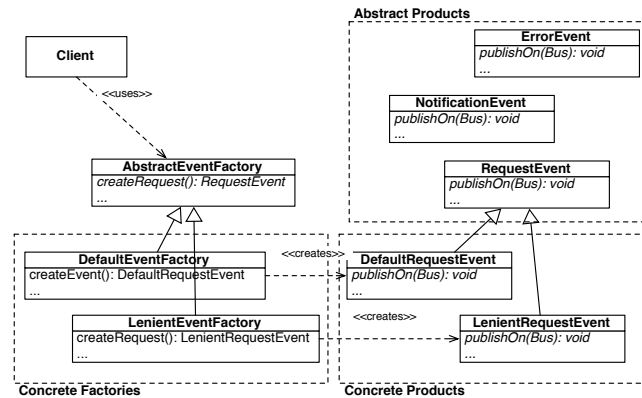 Abstract Products
ErrorEvent
publishOn(Bus): void
...
Client
<<uses>>
NotificationEvent
publishOn(Bus): void
...
AbstractEventFactory
createRequest(): RequestEvent
...
RequestEvent
publishOn(Bus): void
...
DefaultEventFactory
createEvent(): DefaultRequestEvent
...
<<creates>>
DefaultRequestEvent
publishOn(Bus): void
...
LenientEventFactory
createRequest(): LenientRequestEvent
...
<<creates>>
LenientRequestEvent
publishOn(Bus): void
...
Concrete Factories
Concrete Products